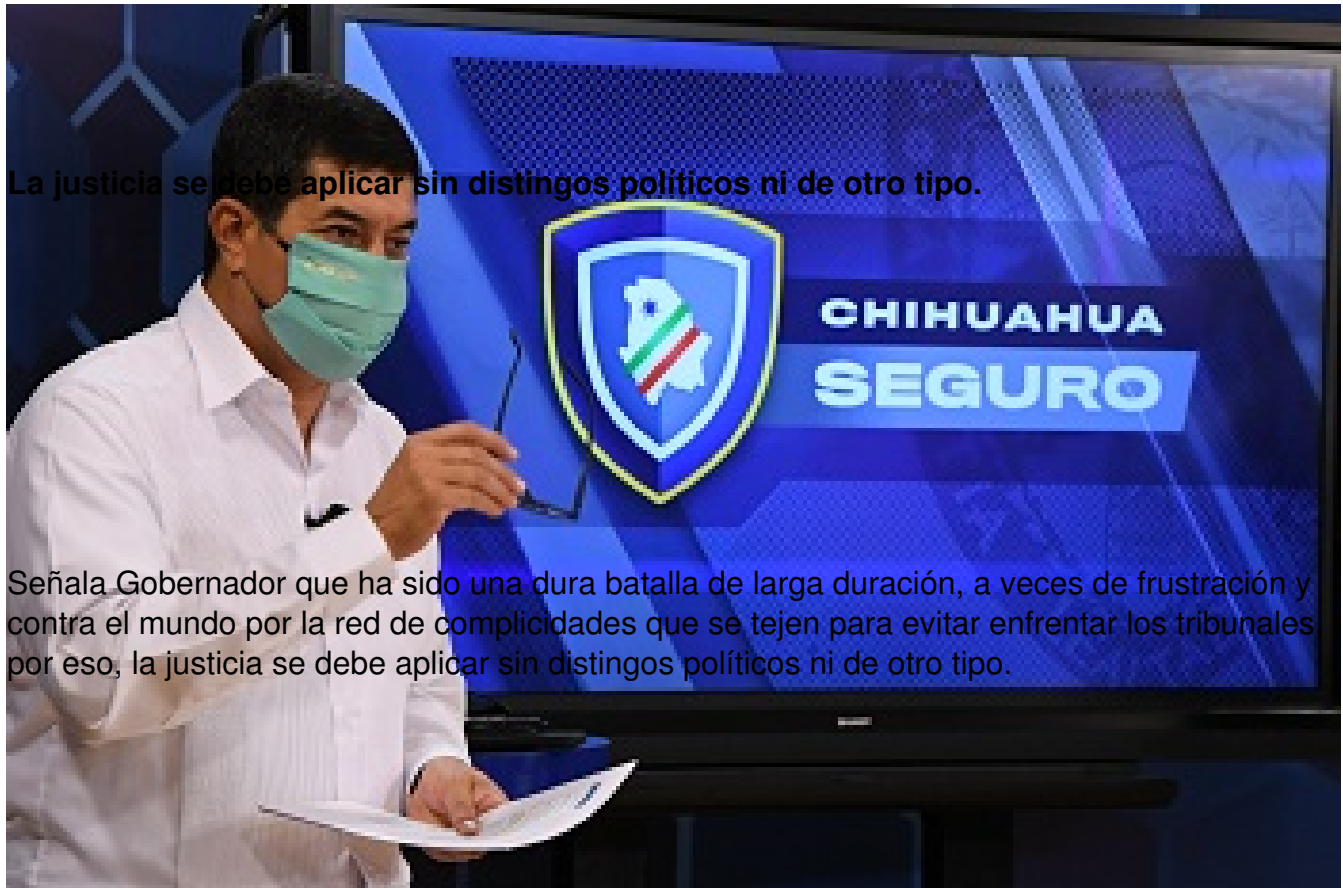 La justicia se debe aplicar sin distingos políticos ni de otro tipo.
CHIHUAHUA
SEGURO
Señala Gobernador que ha sido una dura batalla de larga duración, a veces de frustración y
contra el mundo por la red de complicidades que se tejen para evitar enfrentar los tribunales
por eso, la justicia se debe aplicar sin distingos políticos ni de otro tipo.